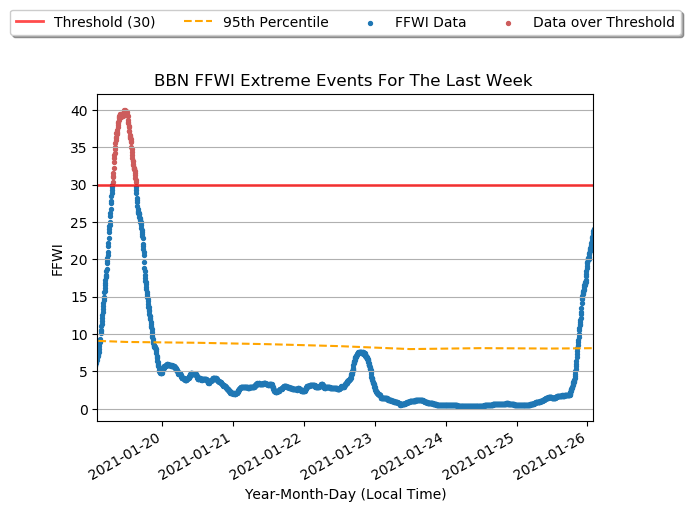 Threshold (30) 95th Percentile FFWI Data Data over Threshold
BBN FFWI Extreme Events For The Last Week
40
35
30
25
20
15
10
5
0
FFWI
2021-01-20 2021-01-21 2021-01-22 2021-01-23 2021-01-24 2021-01-25 2021-01-26
Year-Month-Day (Local Time)